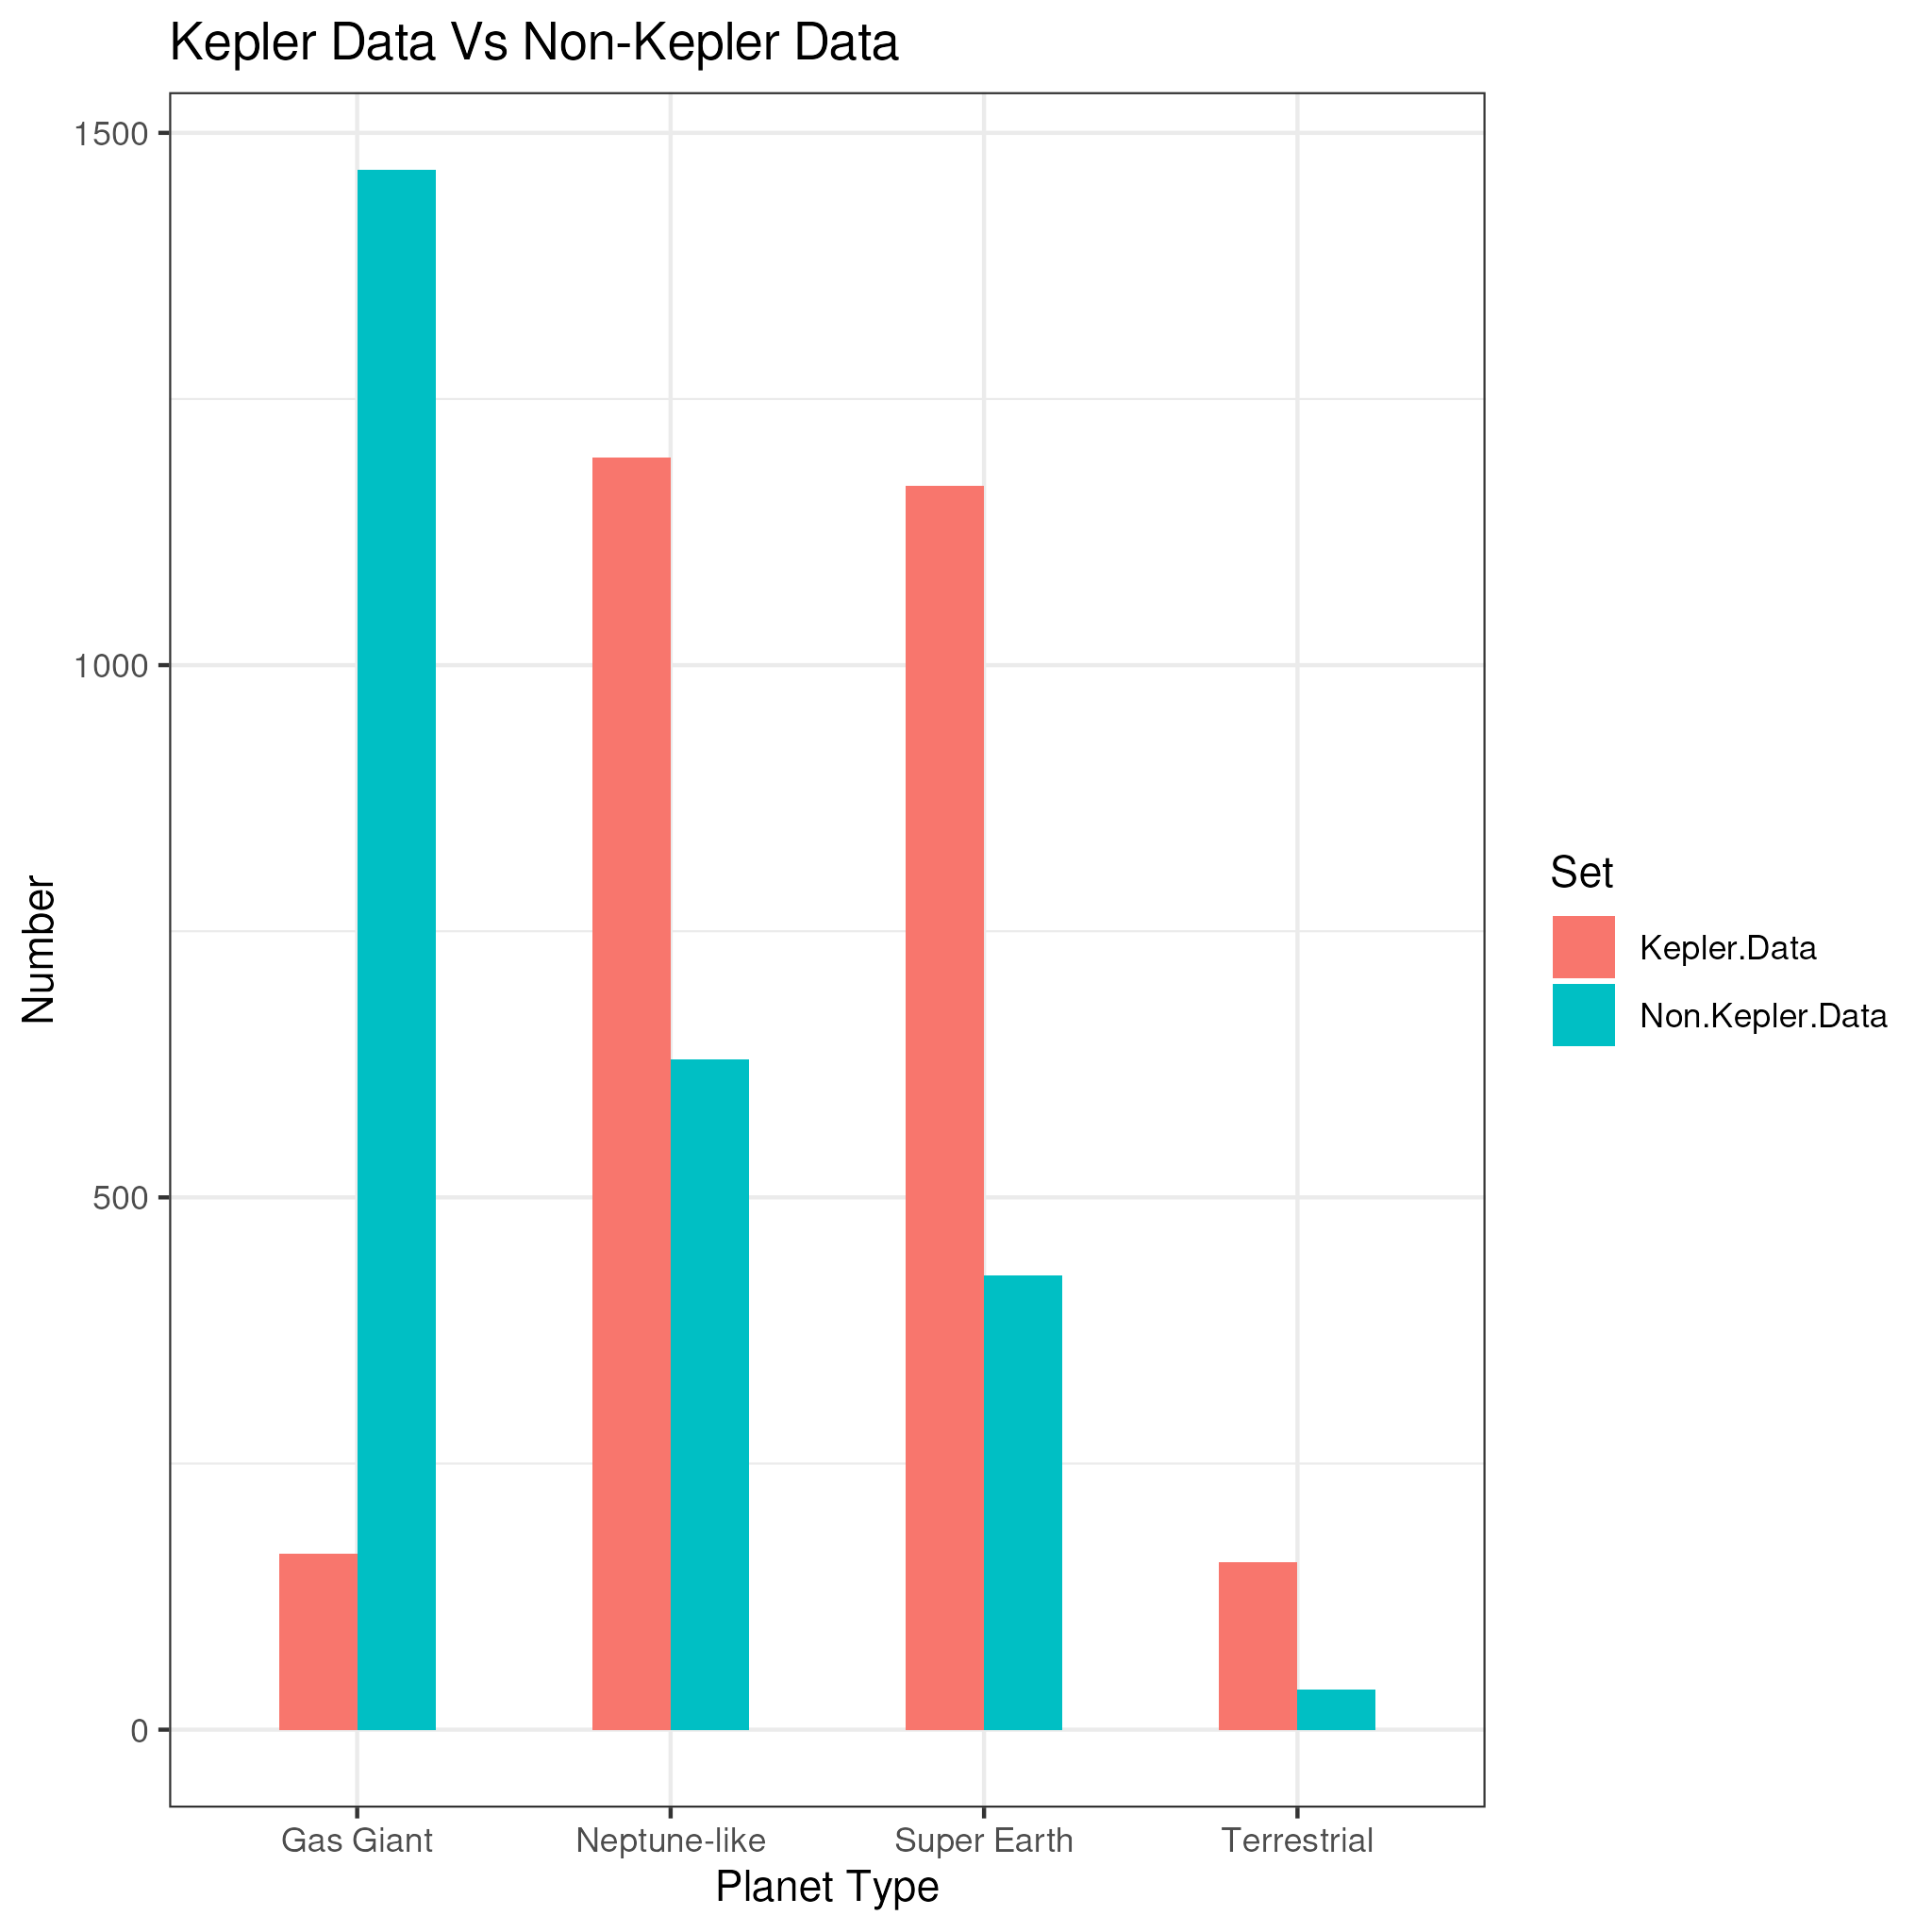 Kepler Data Vs Non-Kepler Data
1500
1000
500
0
Number
Gas Giant
Neptune-like
Super Earth
Terrestrial
Planet Type
Set
Kepler.Data
Non.Kepler.Data